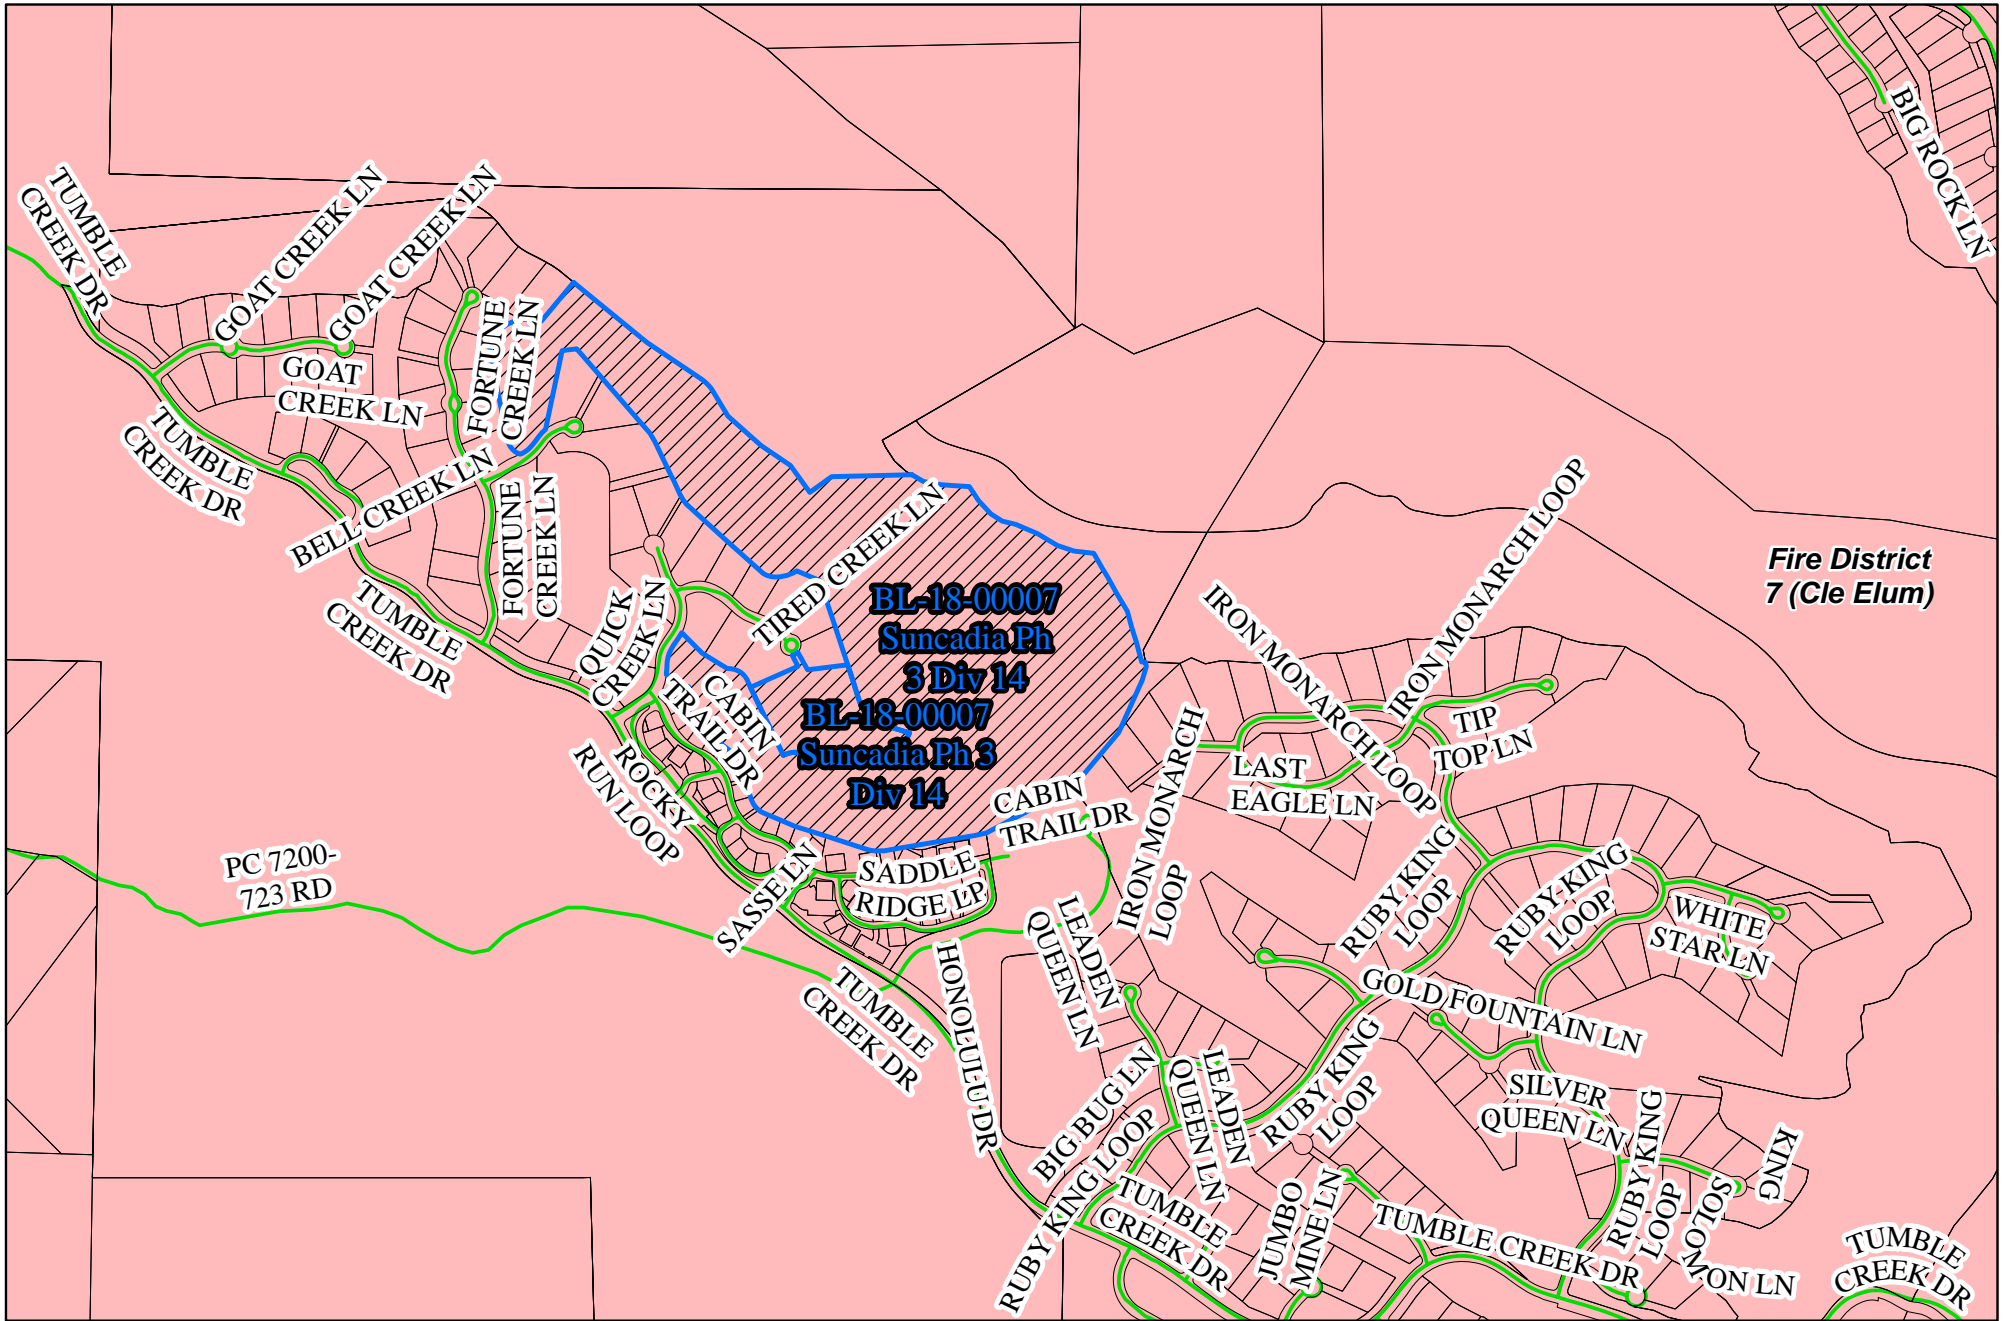 BIG ROCK LN
TUMBLE
CREEK DR
GOAT CREEK LN
GOAT CREEK LN
FORTUNE
CREEK LN
GOAT
CREEK LN
TUMBLE
CREEK DR
BELL CREEK LN
FORTUNE
CREEK LN
TIRED CREEK LN
IRON MONARCH LOOP
Fire District
7 (Cle Elum)
TUMBLE
CREEK DR
QUICK
CREEK LN
BL-18-00007
Suncadia Ph
3 Div 14
IRON MONARCH LOOP
CABIN
TRAIL DR
BL-18-00007
Suncadia Ph 3
Div 14
TIP
TOP LN
ROCKY
RUN LOOP
LAST
EAGLE LN
CABIN
TRAIL DR
IRON MONARCH
LOOP
PC 7200-
723 RD
SASSE LN
SADDLE
RIDGE LP
RUBY KING
LOOP
RUBY KING
LOOP
WHITE
STAR LN
LEADEN
QUEEN LN
TUMBLE
CREEK DR
HONOLULU DR
GOLD FOUNTAIN LN
BIG BUG LN
LEADEN
QUEEN LN
RUBY KING
LOOP
SILVER
QUEEN LN
RUBY KING LOOP
TUMBLE
CREEK DR
JUMBO
MINE LN
TUMBLE CREEK DR
RUBY KING
LOOP
KING
SOLOMON LN
TUMBLE
CREEK DR